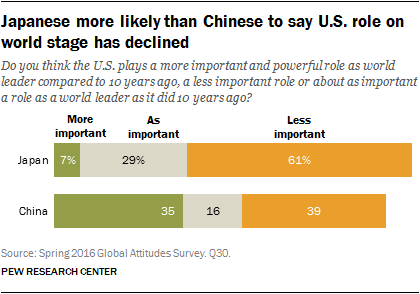 Japanese more likely than Chinese to say U.S. role on
world stage has declined
Do you think the U.S. plays a more important and powerful role as world
leader compared to 10 years ago, a less important role or about as important
a role as a world leader as it did 10 years ago?
More important As important Less important
Japan 7% 29% 61%
China 35 16 39
Source: Spring 2016 Global Attitudes Survey. Q30.
PEW RESEARCH CENTER